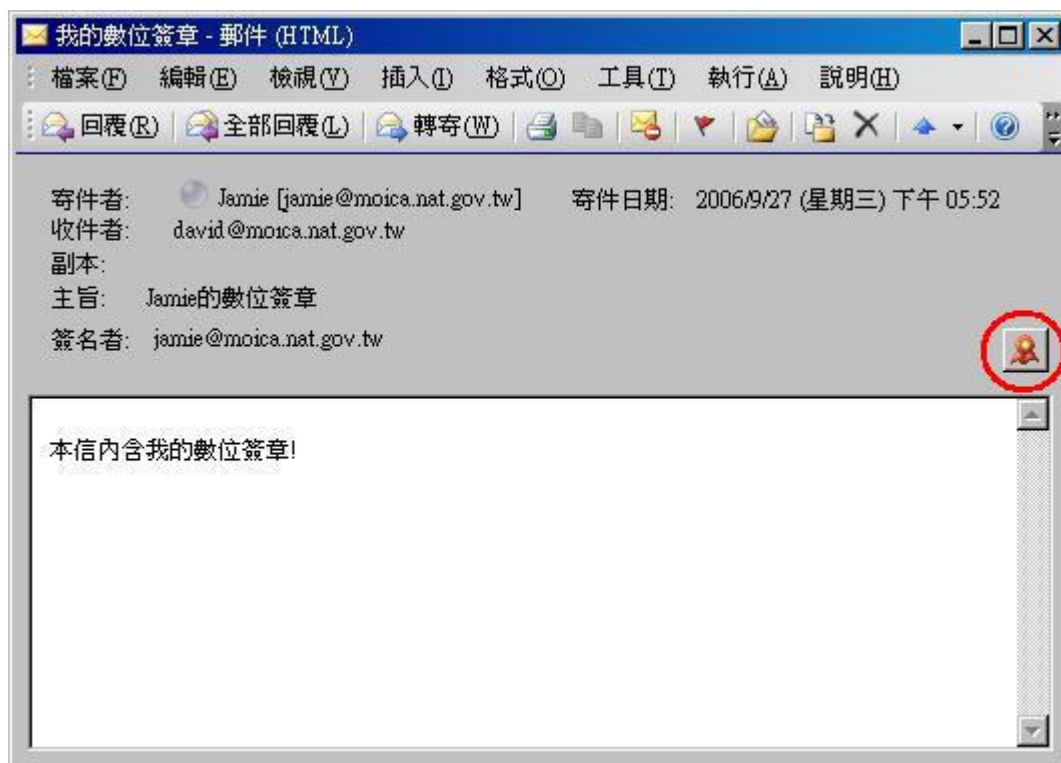 我的數位簽章 - 郵件 (HTML)
檔案(F) 編輯(E) 檢視(V) 插入(I) 格式(O) 工具(T) 執行(A) 說明(H)
回覆(R) 全部回覆(L) 轉寄(W)
寄件者: Jamie [jamie@moica.nat.gov.tw] 寄件日期: 2006/9/27 (星期三) 下午 05:52
收件者: david@moica.nat.gov.tw
副本:
主旨: Jamie的數位簽章
簽名者: jamie@moica.nat.gov.tw
本信內含我的數位簽章!